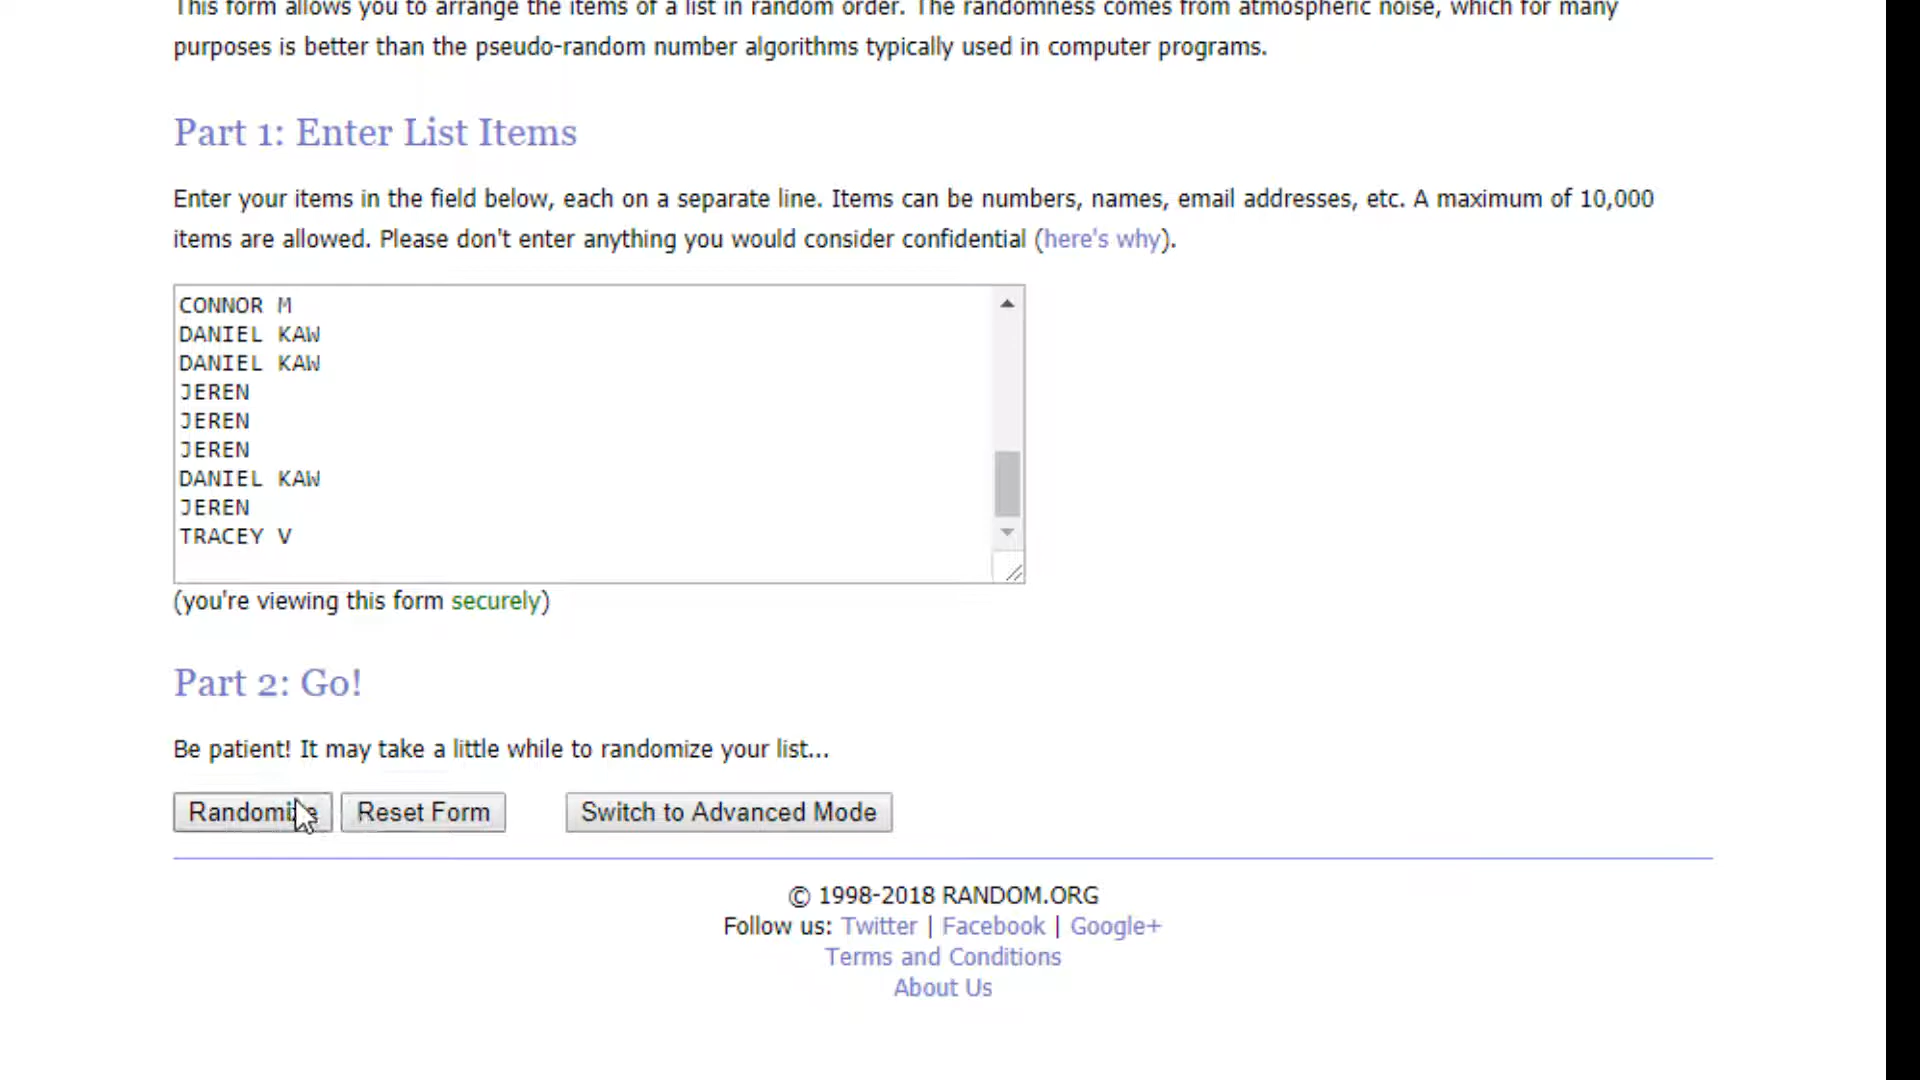 This form allows you to arrange the items of a list in random order. The randomness comes from atmospheric noise, which for many
purposes is better than the pseudo-random number algorithms typically used in computer programs.
Part 1: Enter List Items
Enter your items in the field below, each on a separate line. Items can be numbers, names, email addresses, etc. A maximum of 10,000
items are allowed. Please don't enter anything you would consider confidential (here's why).
CONNOR M
DANIEL KAW
DANIEL KAW
JEREN
JEREN
JEREN
DANIEL KAW
JEREN
TRACEY V
(you're viewing this form securely)
Part 2: Go!
Be patient! It may take a little while to randomize your list...
Randomize Reset Form Switch to Advanced Mode
© 1998-2018 RANDOM.ORG
Follow us: Twitter | Facebook | Google+
Terms and Conditions
About Us